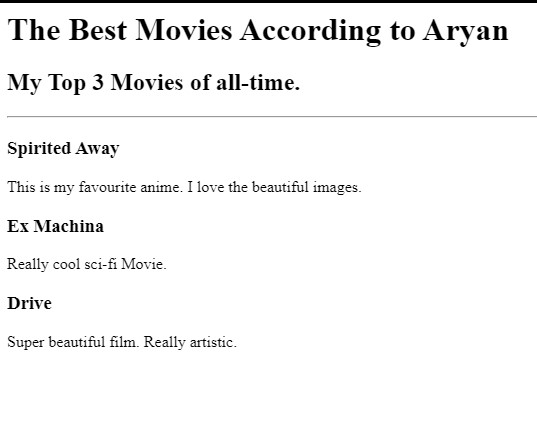 The Best Movies According to Aryan
My Top 3 Movies of all-time.
Spirited Away
This is my favourite anime. I love the beautiful images.
Ex Machina
Really cool sci-fi Movie.
Drive
Super beautiful film. Really artistic.